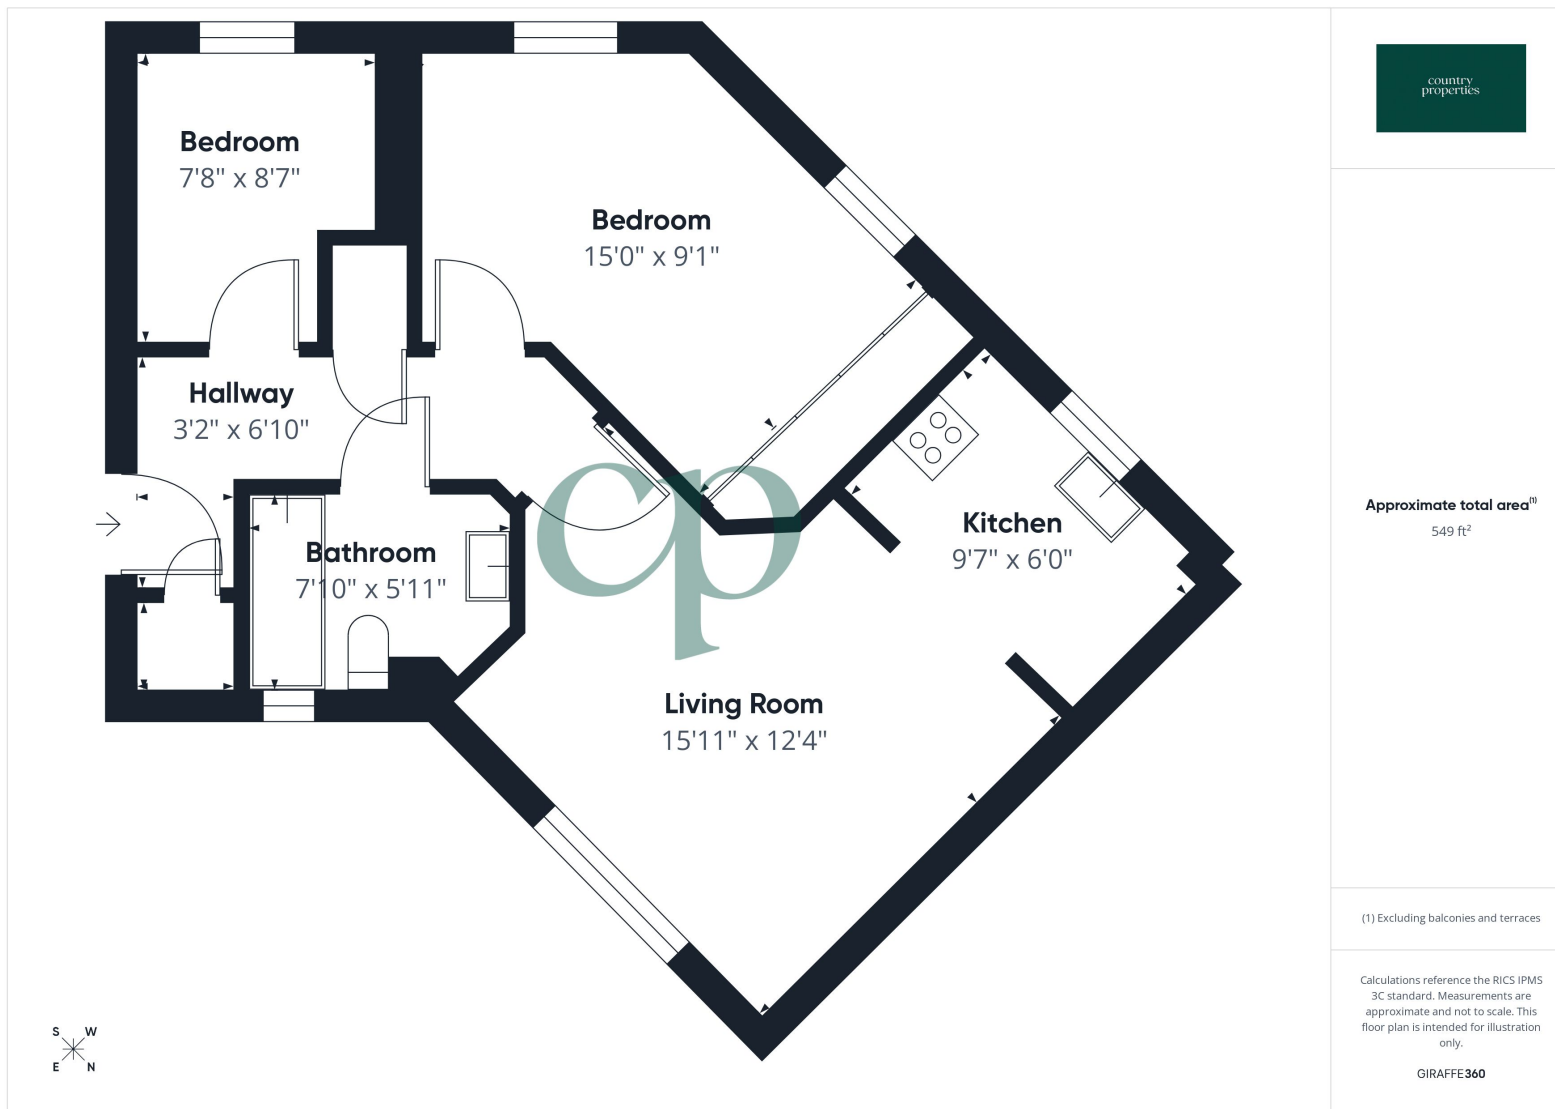 Bedroom
7'8" x 8'7"
Bedroom
15'0" x 9'1"
Hallway
3'2" x 6'10"
Bathroom
7'10" x 5'11"
cp
Kitchen
9'7" x 6'0"
Living Room
15'11" x 12'4"
S W
E N
country
properties
Approximate total area(1)
549 ft²
(1) Excluding balconies and terraces
Calculations reference the RICS IPMS
3C standard. Measurements are
approximate and not to scale. This
floor plan is intended for illustration
only.
GIRAFFE360